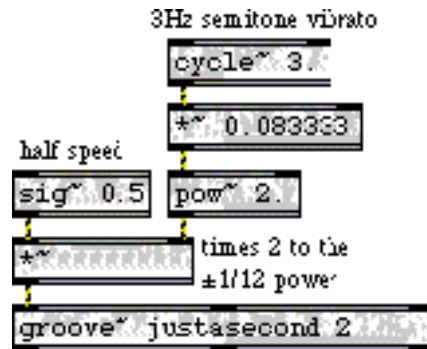 3Hz semitone vibrato
cycle~ 3.
*~ 0.083333
half speed
sig~ 0.5
pow~ 2.
*~
times 2 to the
±1/12 power
groove~ justasecond 2